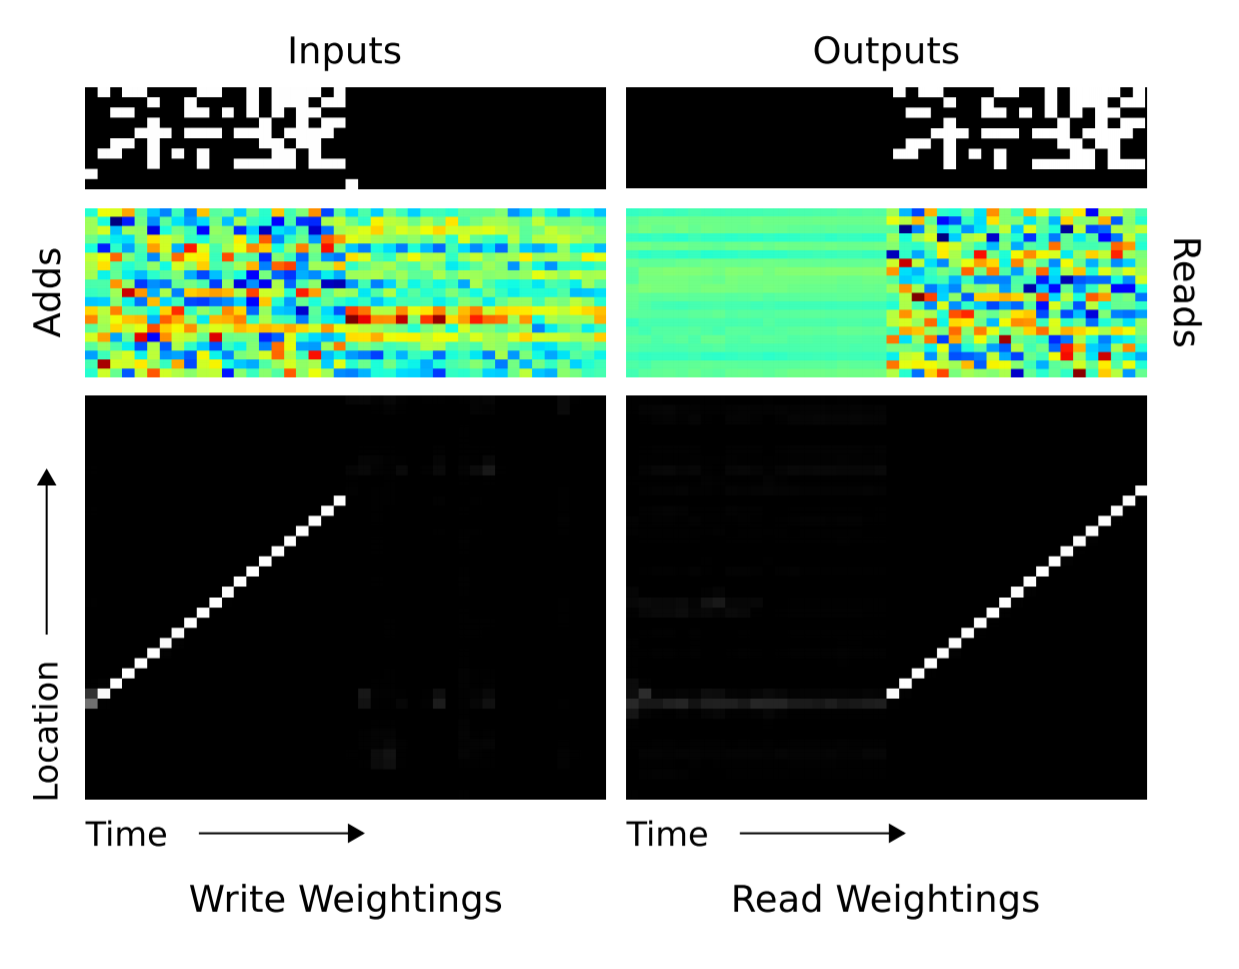 Inputs
Outputs
Adds
Reads
Location
Time
Time
Write Weightings
Read Weightings